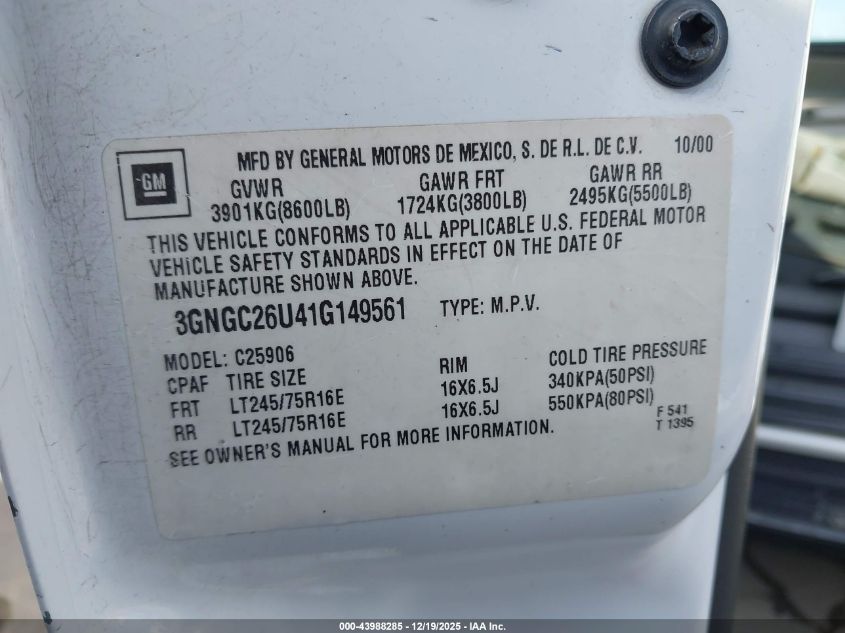 MFD BY GENERAL MOTORS DE MEXICO, S. DE R.L. DE C.V. 10/00
GM
GVWR GAWR FRT GAWR RR
3901KG(8600LB) 1724KG(3800LB) 2495KG(5500LB)
THIS VEHICLE CONFORMS TO ALL APPLICABLE U.S. FEDERAL MOTOR
VEHICLE SAFETY STANDARDS IN EFFECT ON THE DATE OF
MANUFACTURE SHOWN ABOVE.
3GNGC26U41G149561 TYPE: M.P.V.
MODEL: C25906
CPAF TIRE SIZE RIM COLD TIRE PRESSURE
FRT LT245/75R16E 16X6.5J 340KPA(50PSI)
RR LT245/75R16E 16X6.5J 550KPA(80PSI)
SEE OWNER'S MANUAL FOR MORE INFORMATION.
F 541
T 1395
000-43988285 - 12/19/2025 - IAA Inc.